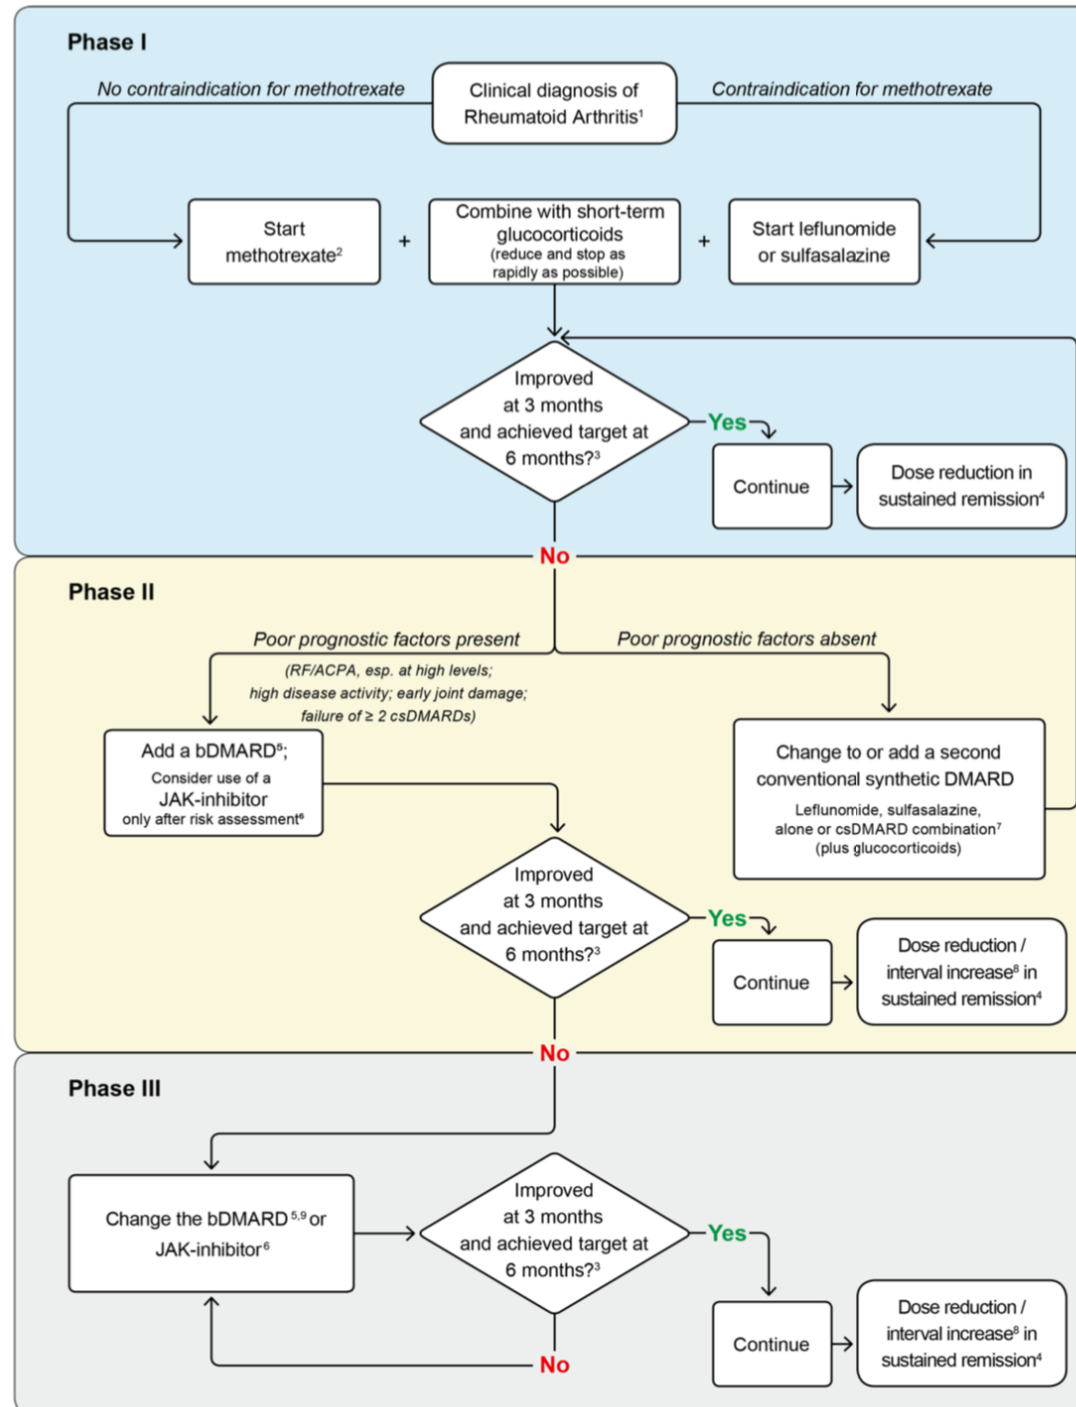 Phase I
No contraindication for methotrexate
Clinical diagnosis of
Rheumatoid Arthritis¹
Contraindication for methotrexate
Start
methotrexate²
+
Combine with short-term
glucocorticoids
(reduce and stop as
rapidly as possible)
+
Start leflunomide
or sulfasalazine
Improved
at 3 months
and achieved target at
6 months?³
Yes
Continue
Dose reduction in
sustained remission⁴
No
Phase II
Poor prognostic factors present
(RF/ACPA, esp. at high levels;
high disease activity; early joint damage;
failure of ≥ 2 csDMARDs)
Poor prognostic factors absent
Add a bDMARD⁵;
Consider use of a
JAK-inhibitor
only after risk assessment⁶
Change to or add a second
conventional synthetic DMARD
Leflunomide, sulfasalazine,
alone or csDMARD combination⁷
(plus glucocorticoids)
Improved
at 3 months
and achieved target at
6 months?³
Yes
Continue
Dose reduction /
interval increase⁸ in
sustained remission⁴
No
Phase III
Change the bDMARD⁵,⁹ or
JAK-inhibitor⁶
Improved
at 3 months
and achieved target at
6 months?³
Yes
Continue
Dose reduction /
interval increase⁸ in
sustained remission⁴
No